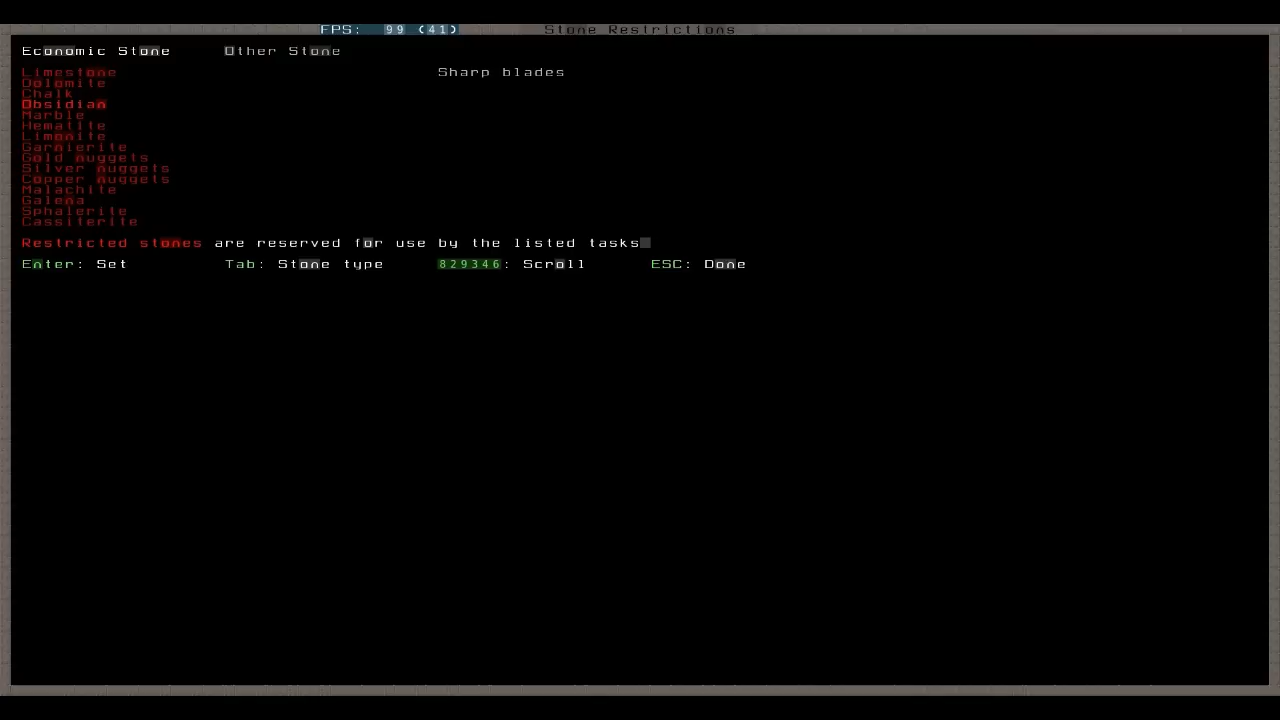 FPS: 99 (41) Stone Restrictions
Economic Stone Other Stone
Limestone Sharp blades
Dolomite
Chalk
Obsidian
Marble
Hematite
Limonite
Garnierite
Gold nuggets
Silver nuggets
Copper nuggets
Malachite
Galena
Sphalerite
Cassiterite
Restricted stones are reserved for use by the listed tasks
Enter: Set Tab: Stone type 829346: Scroll ESC: Done